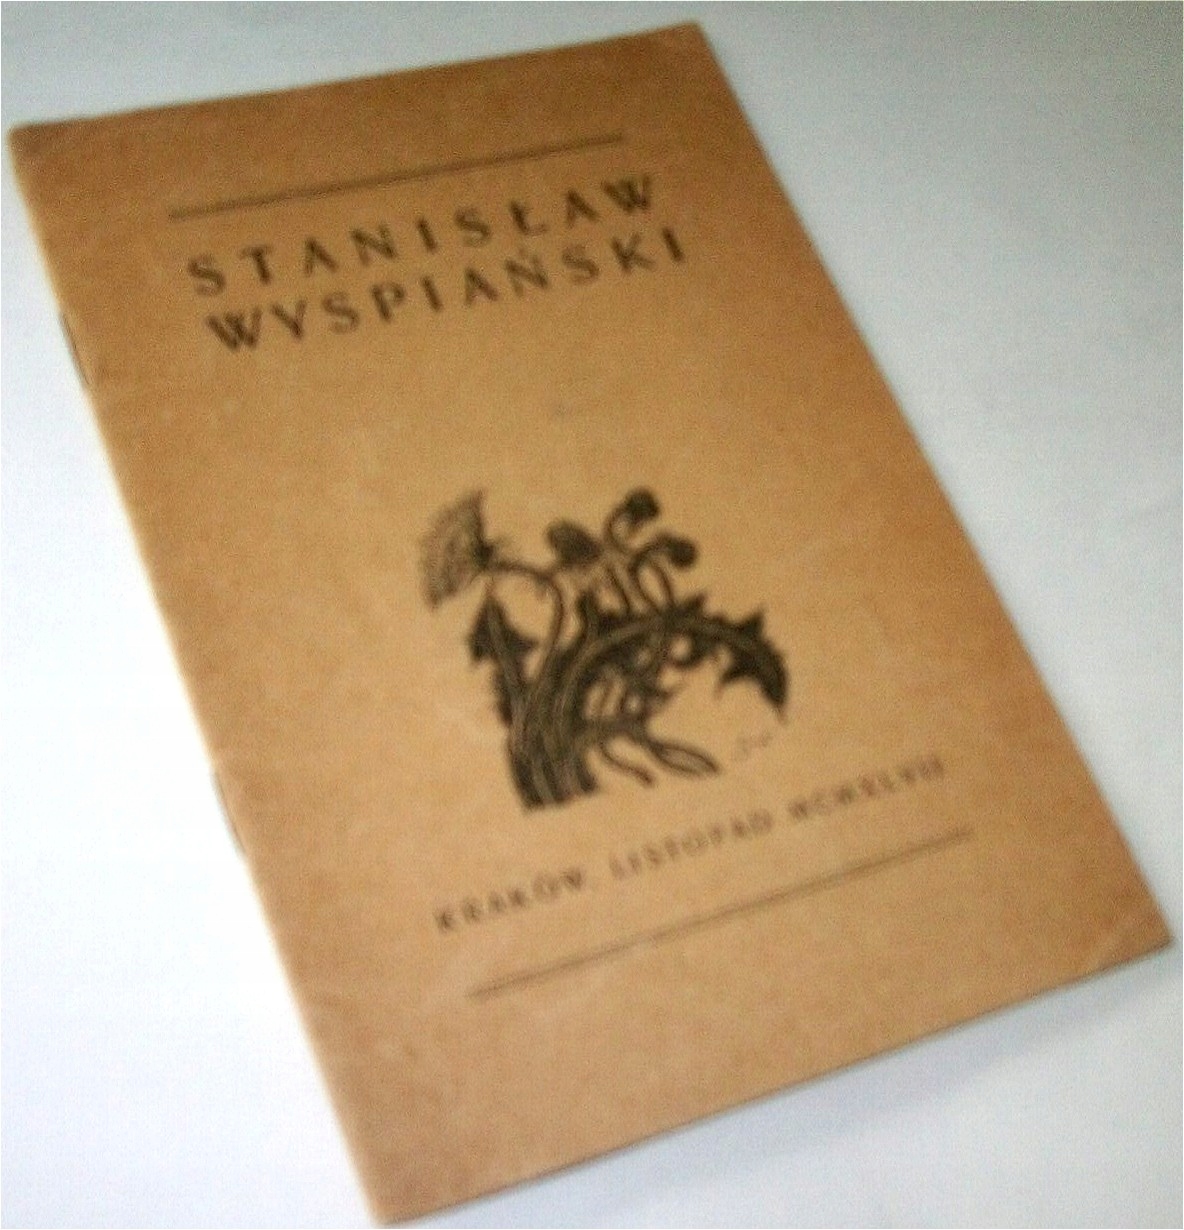 STANISŁAW
WYSPIAŃSKI
KRAKÓW, LISTOPAD MCMXLVII